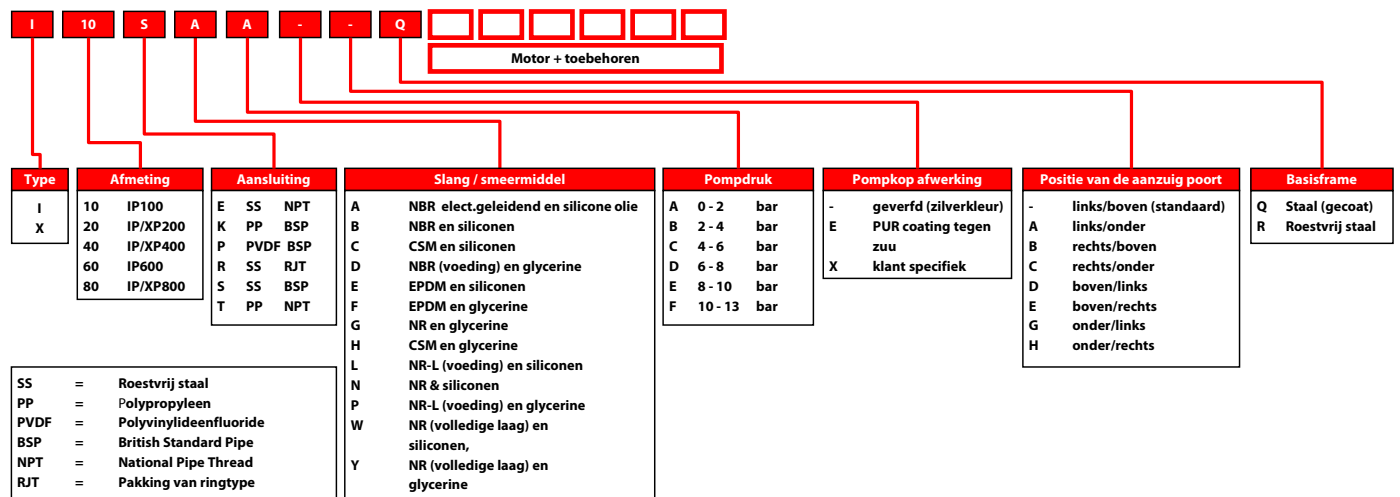 I 10 S A A - - Q
Motor + toebehoren
Type
I
X
Afmeting
10 IP100
20 IP/XP200
40 IP/XP400
60 IP600
80 IP/XP800
Aansluiting
E SS NPT
K PP BSP
P PVDF BSP
R SS RJT
S SS BSP
T PP NPT
Slang / smeermiddel
A NBR elect.geleidend en silicone olie
B NBR en siliconen
C CSM en siliconen
D NBR (voeding) en glycerine
E EPDM en siliconen
F EPDM en glycerine
G NR en glycerine
H CSM en glycerine
L NR-L (voeding) en siliconen
N NR & siliconen
P NR-L (voeding) en glycerine
W NR (volledige laag) en
siliconen,
Y NR (volledige laag) en
glycerine
Pompdruk
A 0 - 2 bar
B 2 - 4 bar
C 4 - 6 bar
D 6 - 8 bar
E 8 - 10 bar
F 10 - 13 bar
Pompkop afwerking
- geverfd (zilverkleur)
E PUR coating tegen
zuu
X klant specifiek
Positie van de aanzuig poort
- links/boven (standaard)
A links/onder
B rechts/boven
C rechts/onder
D boven/links
E boven/rechts
G onder/links
H onder/rechts
Basisframe
Q Staal (gecoat)
R Roestvrij staal
SS = Roestvrij staal
PP = Polypropyleen
PVDF = Polyvinylideenfluoride
BSP = British Standard Pipe
NPT = National Pipe Thread
RJT = Pakking van ringtype